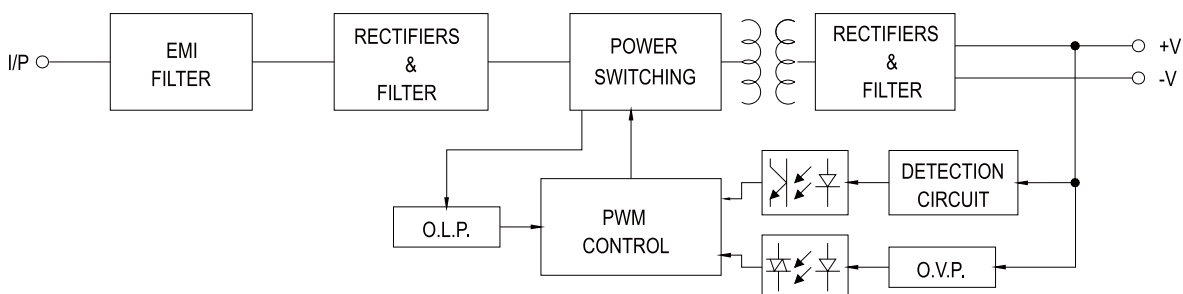 I/P
EMI
FILTER
RECTIFIERS
&
FILTER
POWER
SWITCHING
RECTIFIERS
&
FILTER
+V
-V
O.L.P.
PWM
CONTROL
DETECTION
CIRCUIT
O.V.P.